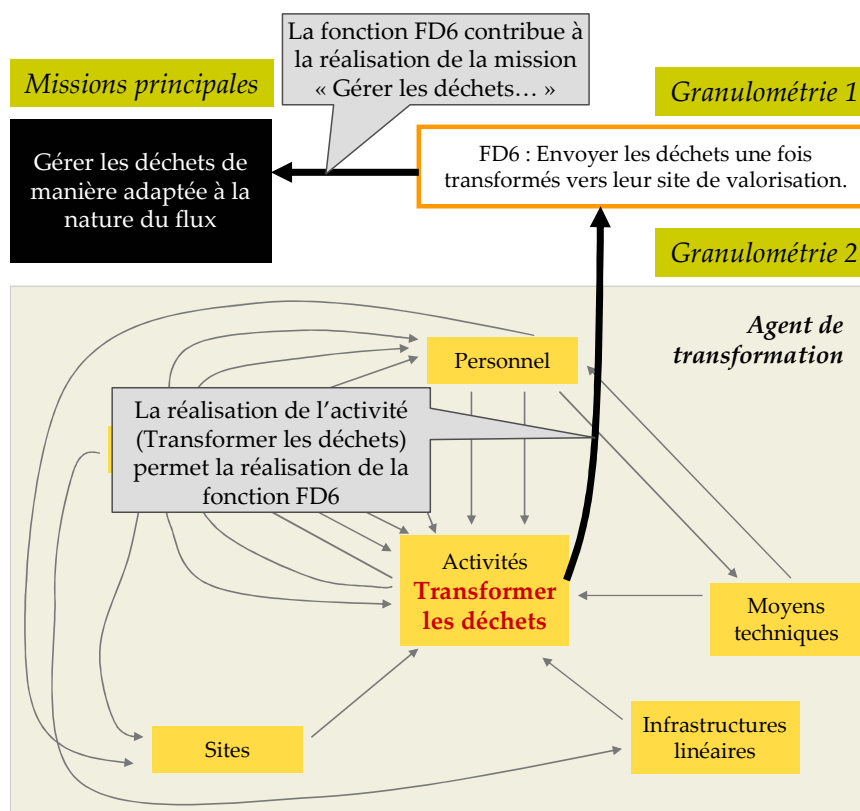 La fonction FD6 contribue à
la réalisation de la mission
« Gérer les déchets… »
Missions principales
Granulométrie 1
Gérer les déchets de
manière adaptée à la
nature du flux
FD6 : Envoyer les déchets une fois
transformés vers leur site de valorisation.
Granulométrie 2
Agent de
transformation
Personnel
La réalisation de l’activité
(Transformer les déchets)
permet la réalisation de la
fonction FD6
Activités
Transformer
les déchets
Moyens
techniques
Sites
Infrastructures
linéaires